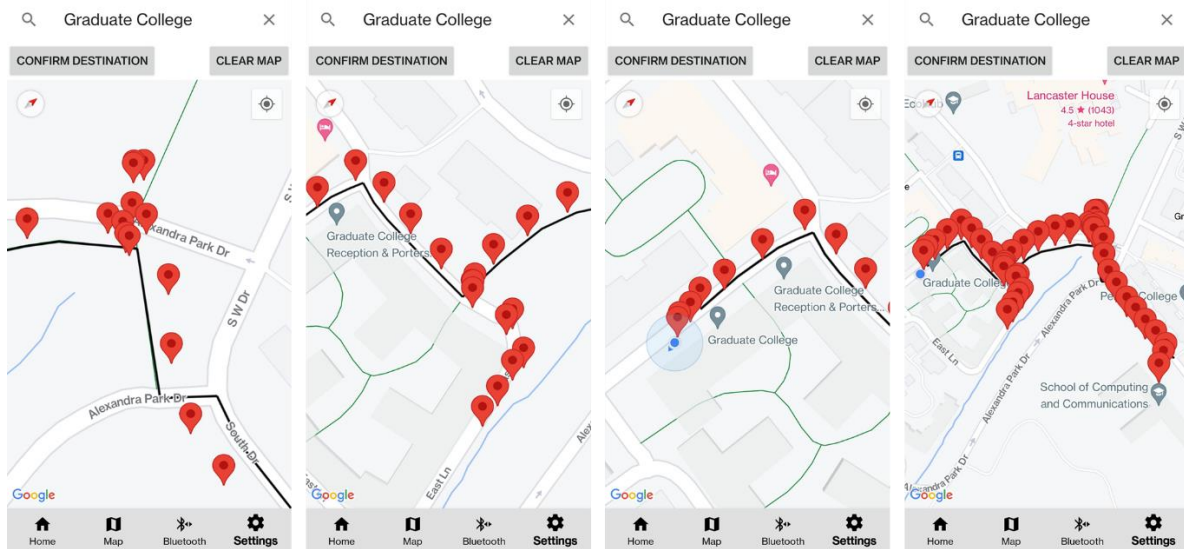 Graduate College
CONFIRM DESTINATION
CLEAR MAP
Alexandra Park Dr
S W Dr
Alexandra Park Dr
South Dr
Google
Home
Map
Bluetooth
Settings
Graduate College
CONFIRM DESTINATION
CLEAR MAP
Graduate College
Reception & Porters...
East Ln
Google
Home
Map
Bluetooth
Settings
Graduate College
CONFIRM DESTINATION
CLEAR MAP
Graduate College
Reception & Porters...
Graduate College
Google
Home
Map
Bluetooth
Settings
Graduate College
CONFIRM DESTINATION
CLEAR MAP
Lancaster House
4.5 ★ (1043)
4-star hotel
Graduate College
Alexandra Park Dr
College
East Ln
Alexandra Park Dr
School of Computing
and Communications
Alexandra Park Dr
Google
Home
Map
Bluetooth
Settings